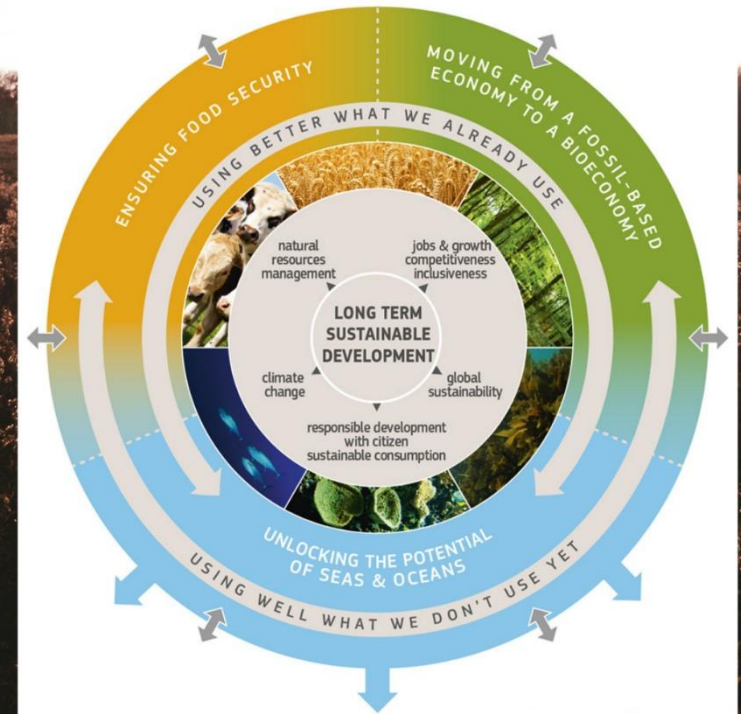 ENSURING FOOD SECURITY
MOVING FROM A FOSSIL-BASED
ECONOMY TO A BIOECONOMY
USING BETTER WHAT WE ALREADY USE
natural
resources
management
jobs & growth
competitiveness
inclusiveness
LONG TERM
SUSTAINABLE
DEVELOPMENT
climate
change
global
sustainability
responsible development
with citizen
sustainable consumption
UNLOCKING THE POTENTIAL
OF SEAS & OCEANS
USING WELL WHAT WE DON'T USE YET